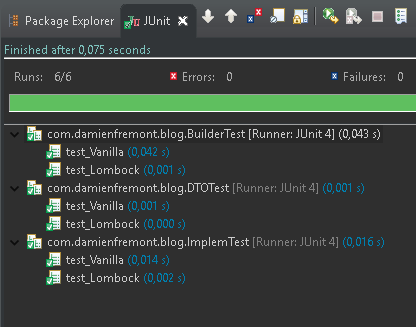 Package Explorer JUnit
Finished after 0,075 seconds
Runs: 6/6 Errors: 0 Failures: 0
com.damienfremont.blog.BuilderTest [Runner: JUnit 4] (0,043 s)
test_Vanilla (0,042 s)
test_Lombock (0,001 s)
com.damienfremont.blog.DTOTest [Runner: JUnit 4] (0,001 s)
test_Vanilla (0,001 s)
test_Lombock (0,000 s)
com.damienfremont.blog.ImplemTest [Runner: JUnit 4] (0,016 s)
test_Vanilla (0,014 s)
test_Lombock (0,002 s)